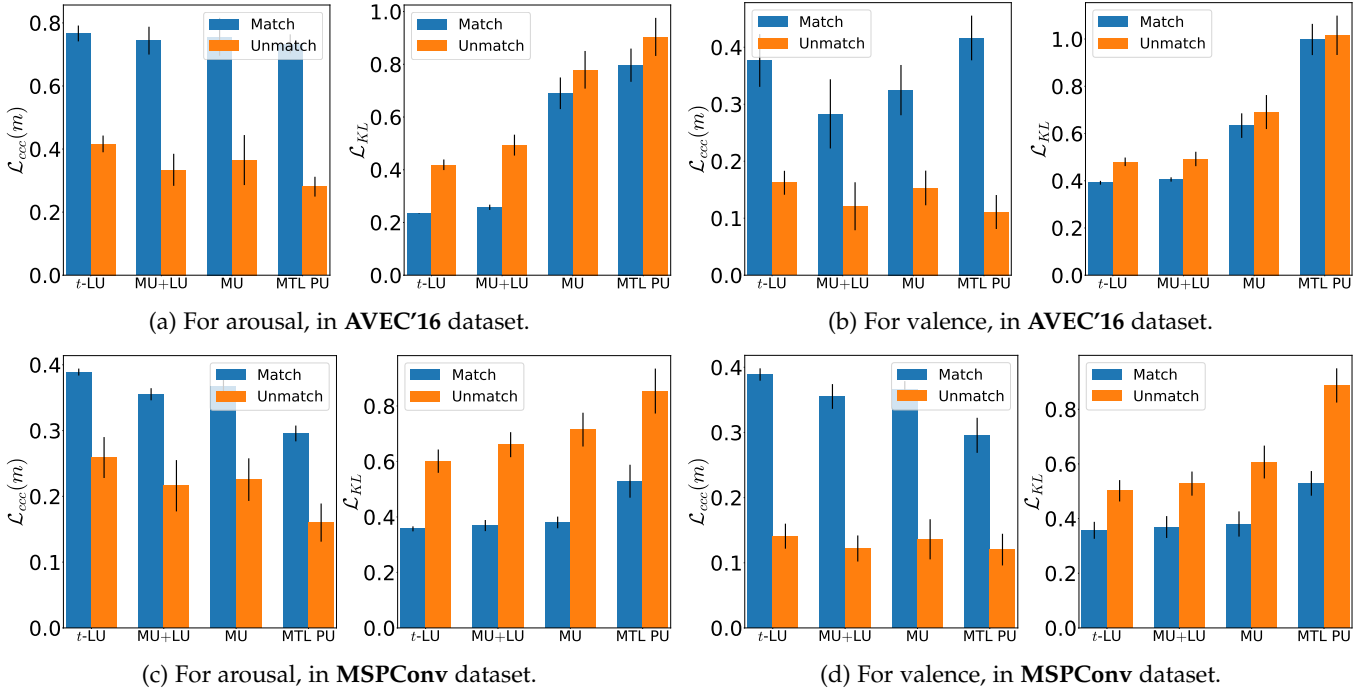 0.8
0.6
0.4
0.2
0.0
ℒccc(m)
Match
Unmatch
t-LU MU+LU MU MTL PU
1.0
0.8
0.6
0.4
0.2
0.0
ℒKL
Match
Unmatch
t-LU MU+LU MU MTL PU
(a) For arousal, in AVEC'16 dataset.
0.4
0.3
0.2
0.1
0.0
ℒccc(m)
Match
Unmatch
t-LU MU+LU MU MTL PU
1.0
0.8
0.6
0.4
0.2
0.0
ℒKL
Match
Unmatch
t-LU MU+LU MU MTL PU
(b) For valence, in AVEC'16 dataset.
0.4
0.3
0.2
0.1
0.0
ℒccc(m)
Match
Unmatch
t-LU MU+LU MU MTL PU
0.8
0.6
0.4
0.2
0.0
ℒKL
Match
Unmatch
t-LU MU+LU MU MTL PU
(c) For arousal, in MSPConv dataset.
0.4
0.3
0.2
0.1
0.0
ℒccc(m)
Match
Unmatch
t-LU MU+LU MU MTL PU
0.8
0.6
0.4
0.2
0.0
ℒKL
Match
Unmatch
t-LU MU+LU MU MTL PU
(d) For valence, in MSPConv dataset.